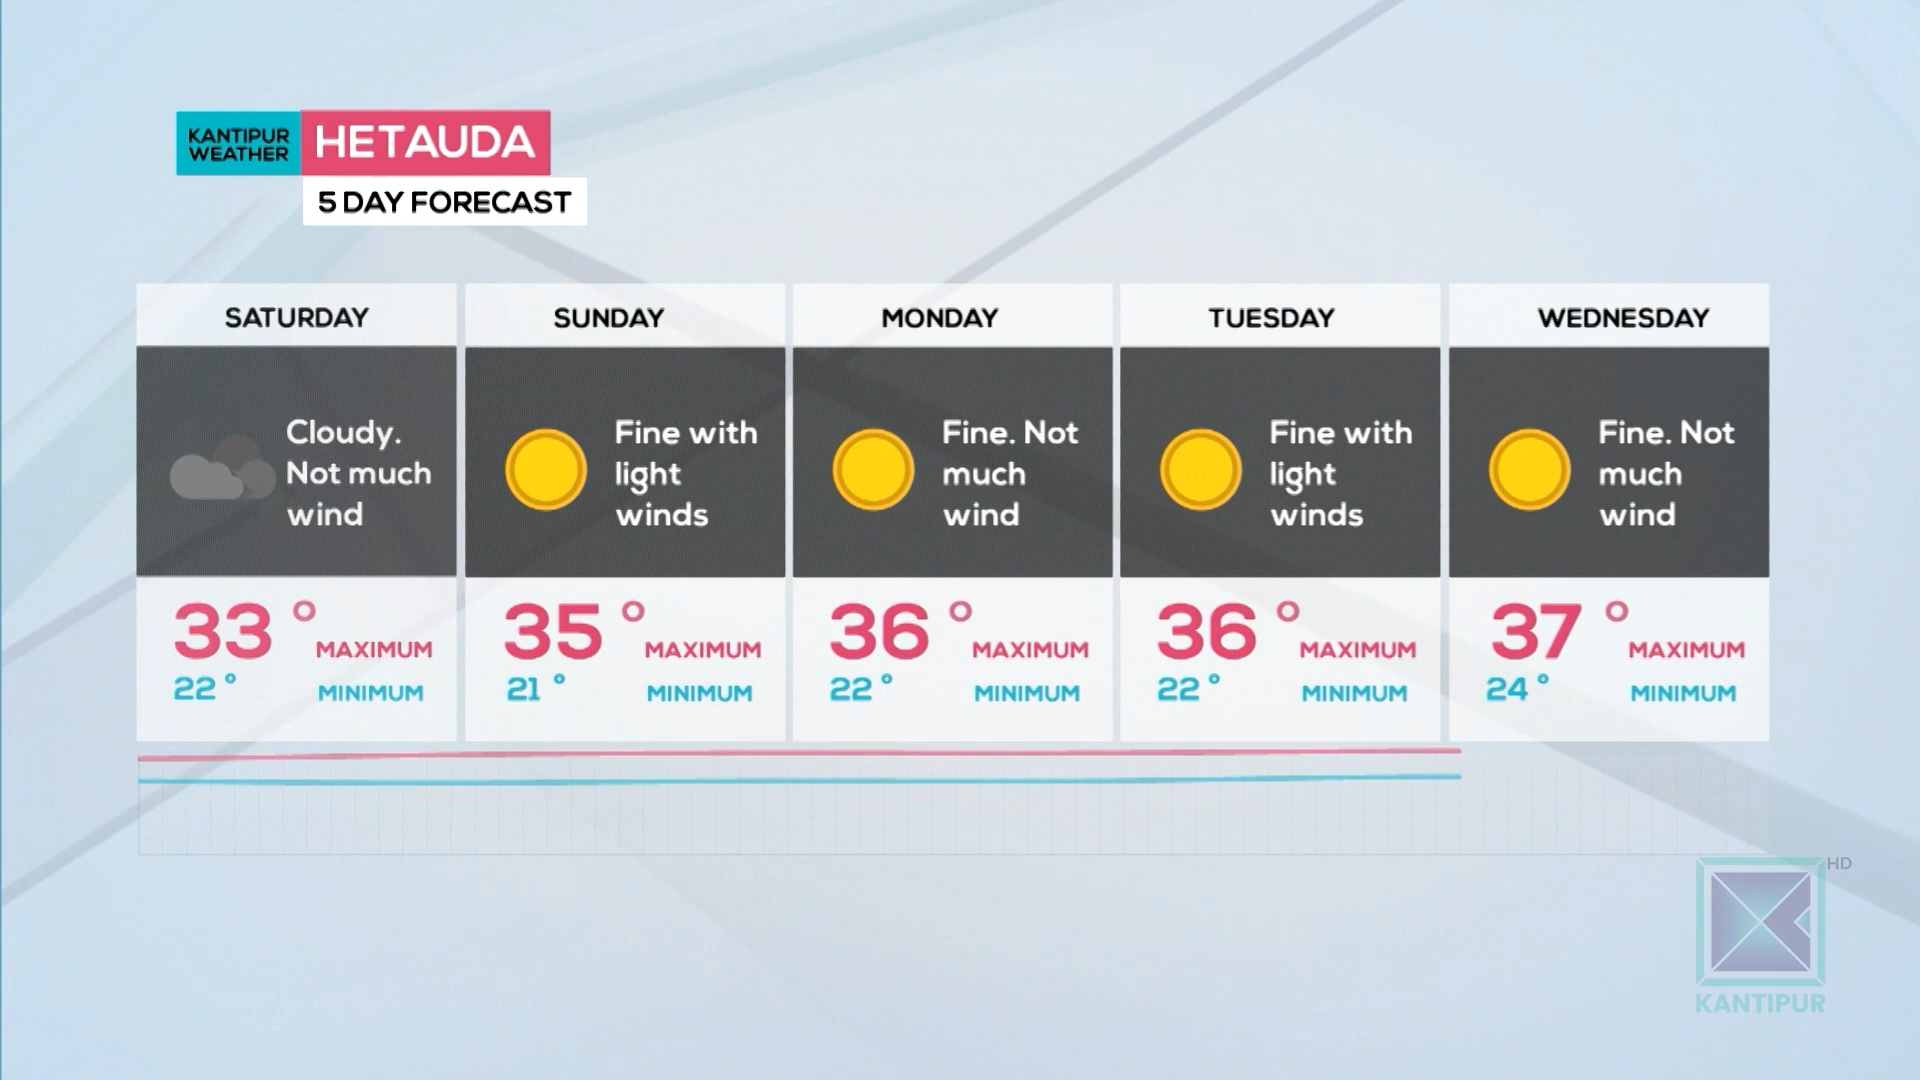 KANTIPUR
WEATHER
HETAUDA
5 DAY FORECAST
SATURDAY
Cloudy.
Not much
wind
33°
MAXIMUM
22°
MINIMUM
SUNDAY
Fine with
light
winds
35°
MAXIMUM
21°
MINIMUM
MONDAY
Fine. Not
much
wind
36°
MAXIMUM
22°
MINIMUM
TUESDAY
Fine with
light
winds
36°
MAXIMUM
22°
MINIMUM
WEDNESDAY
Fine. Not
much
wind
37°
MAXIMUM
24°
MINIMUM
HD
KANTIPUR